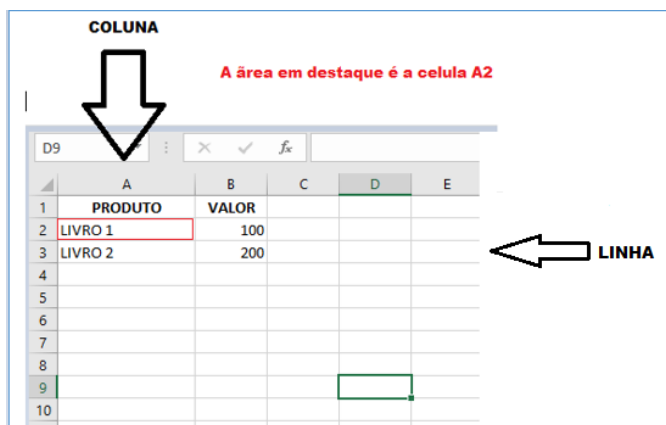 COLUNA
A ãrea em destaque é a celula A2
D9 fx
A B C D E
1 PRODUTO VALOR
2 LIVRO 1 100
3 LIVRO 2 200
LINHA
4
5
6
7
8
9
10